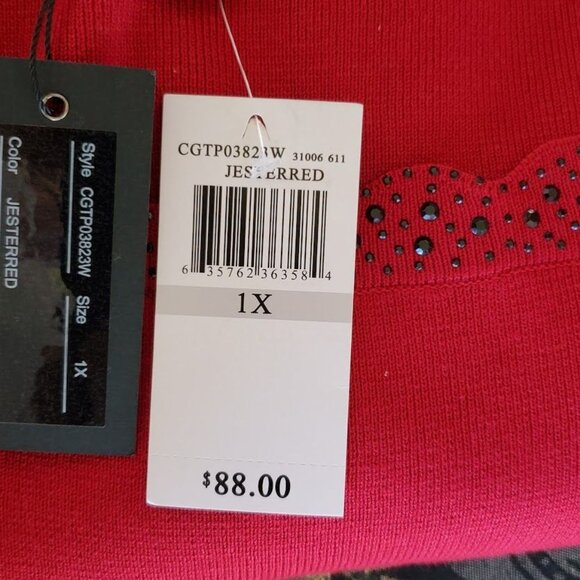 Style CGTP03823W Size 1X
Color JESTERRED
CGTP03823W 31006 611
JESTERRED
6 35762 36358 4
1X
$88.00